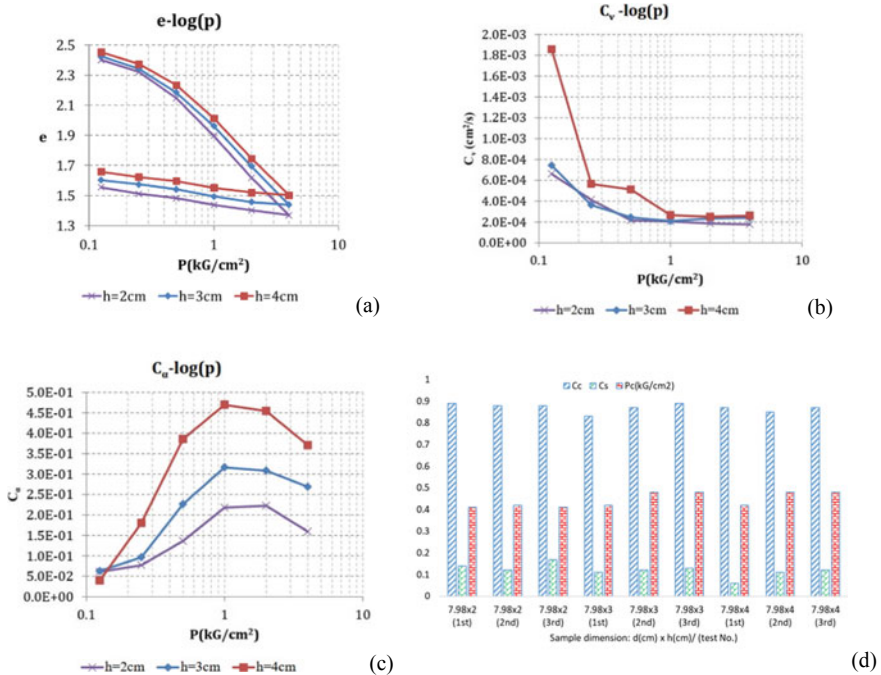 e-log(p)
2.5
2.3
2.1
1.9
1.7
1.5
1.3
e
0.1
1
10
P(kG/cm²)
h=2cm
h=3cm
h=4cm
(a)
Cᵥ -log(p)
2.0E-03
1.8E-03
1.6E-03
1.4E-03
1.2E-03
1.0E-03
8.0E-04
6.0E-04
4.0E-04
2.0E-04
0.0E+00
Cᵥ (cm²/s)
0.1
1
10
P(kG/cm²)
h=2cm
h=3cm
h=4cm
(b)
Cα-log(p)
5.0E-01
4.5E-01
4.0E-01
3.5E-01
3.0E-01
2.5E-01
2.0E-01
1.5E-01
1.0E-01
5.0E-02
0.0E+00
Cα
0.1
1
10
P(kG/cm²)
h=2cm
h=3cm
h=4cm
(c)
Cc
Cs
Pc(kG/cm2)
1
0.9
0.8
0.7
0.6
0.5
0.4
0.3
0.2
0.1
0
7.98x2 (1st)
7.98x2 (2nd)
7.98x2 (3rd)
7.98x3 (1st)
7.98x3 (2nd)
7.98x3 (3rd)
7.98x4 (1st)
7.98x4 (2nd)
7.98x4 (3rd)
Sample dimension: d(cm) x h(cm)/ (test No.)
(d)